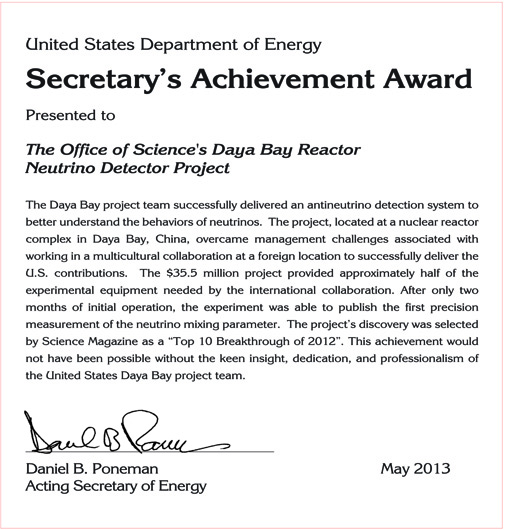 United States Department of Energy
Secretary's Achievement Award
Presented to
The Office of Science's Daya Bay Reactor
Neutrino Detector Project
The Daya Bay project team successfully delivered an antineutrino detection system to
better understand the behaviors of neutrinos. The project, located at a nuclear reactor
complex in Daya Bay, China, overcame management challenges associated with
working in a multicultural collaboration at a foreign location to successfully deliver the
U.S. contributions. The $35.5 million project provided approximately half of the
experimental equipment needed by the international collaboration. After only two
months of initial operation, the experiment was able to publish the first precision
measurement of the neutrino mixing parameter. The project's discovery was selected
by Science Magazine as a “Top 10 Breakthrough of 2012”. This achievement would
not have been possible without the keen insight, dedication, and professionalism of
the United States Daya Bay project team.
Daniel B. Poneman
May 2013
Acting Secretary of Energy